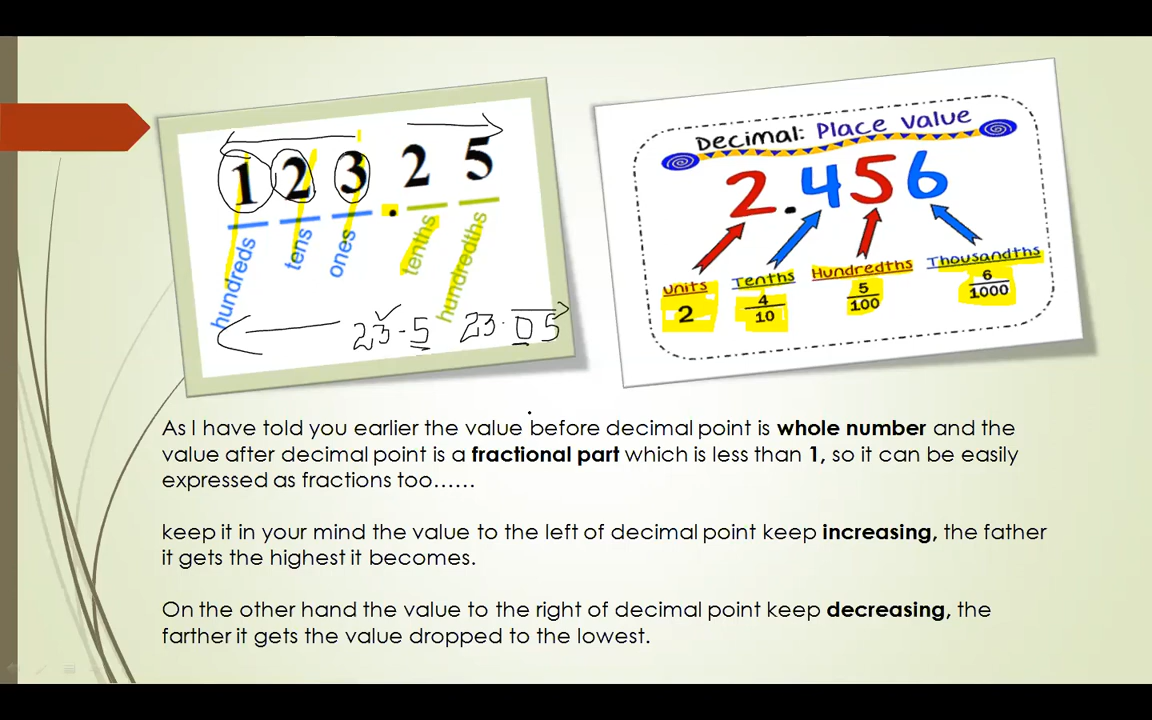 1 2 3 . 2 5
hundreds tens ones tenths hundredths
23.5 23.05
Decimal: Place value
2.456
Units Tenths Hundredths Thousandths
2 4/10 5/100 6/1000
As I have told you earlier the value before decimal point is whole number and the
value after decimal point is a fractional part which is less than 1, so it can be easily
expressed as fractions too……
keep it in your mind the value to the left of decimal point keep increasing, the father
it gets the highest it becomes.
On the other hand the value to the right of decimal point keep decreasing, the
farther it gets the value dropped to the lowest.